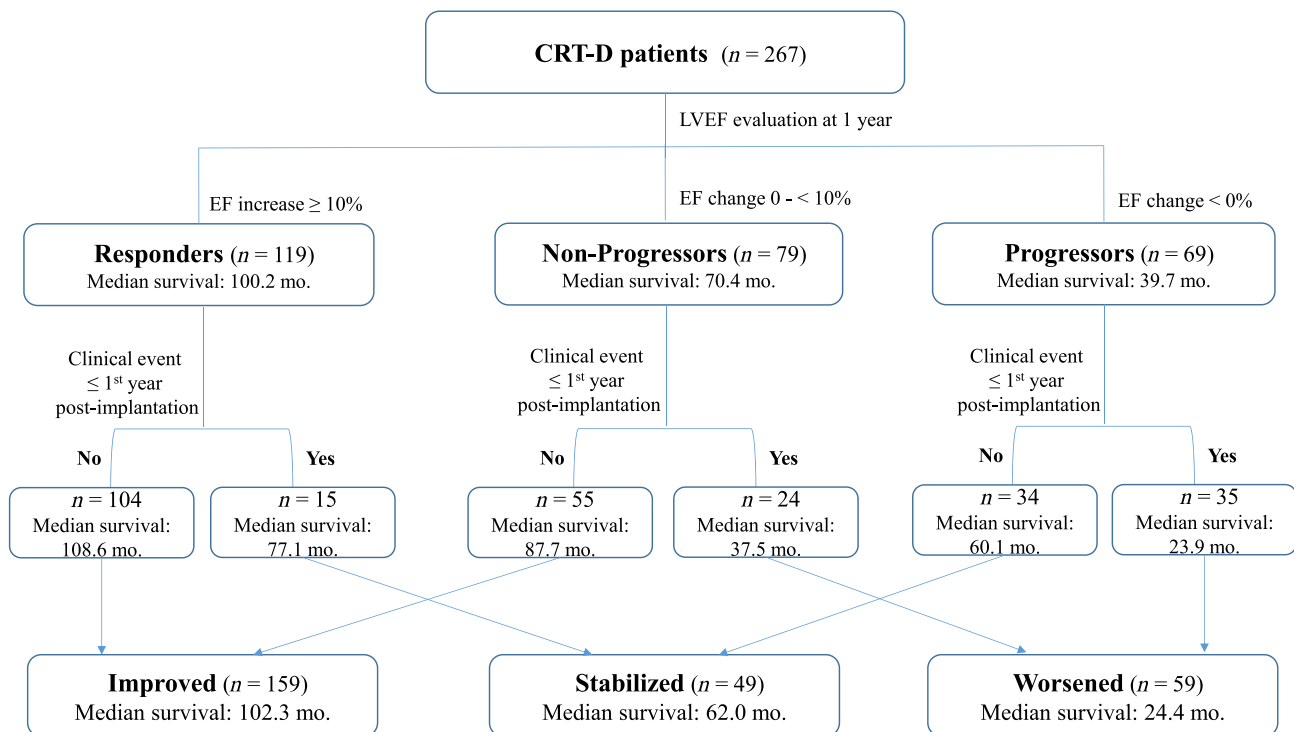 CRT-D patients (n = 267)
LVEF evaluation at 1 year
EF increase ≥ 10%
EF change 0 - < 10%
EF change < 0%
Responders (n = 119)
Median survival: 100.2 mo.
Non-Progressors (n = 79)
Median survival: 70.4 mo.
Progressors (n = 69)
Median survival: 39.7 mo.
Clinical event
≤ 1st year
post-implantation
Clinical event
≤ 1st year
post-implantation
Clinical event
≤ 1st year
post-implantation
No
Yes
No
Yes
No
Yes
n = 104
Median survival:
108.6 mo.
n = 15
Median survival:
77.1 mo.
n = 55
Median survival:
87.7 mo.
n = 24
Median survival:
37.5 mo.
n = 34
Median survival:
60.1 mo.
n = 35
Median survival:
23.9 mo.
Improved (n = 159)
Median survival: 102.3 mo.
Stabilized (n = 49)
Median survival: 62.0 mo.
Worsened (n = 59)
Median survival: 24.4 mo.